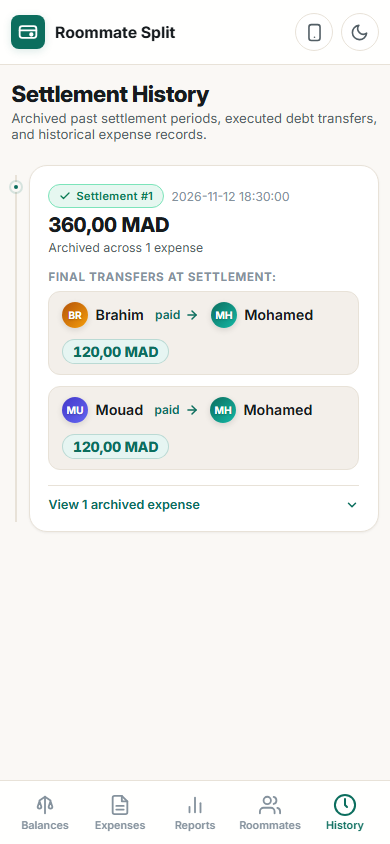 Roommate Split
Settlement History
Archived past settlement periods, executed debt transfers,
and historical expense records.
Settlement #1 2026-11-12 18:30:00
360,00 MAD
Archived across 1 expense
FINAL TRANSFERS AT SETTLEMENT:
BR Brahim paid → MH Mohamed
120,00 MAD
MU Mouad paid → MH Mohamed
120,00 MAD
View 1 archived expense
Balances Expenses Reports Roommates History